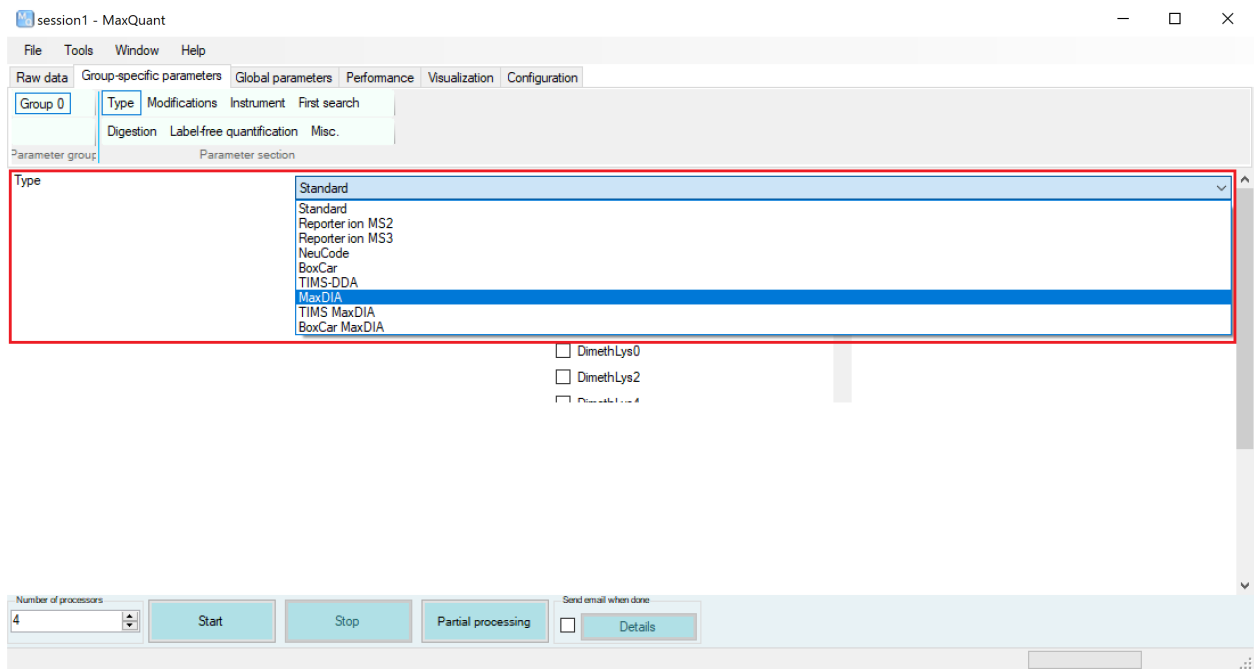 session1 - MaxQuant
File Tools Window Help
Raw data Group-specific parameters Global parameters Performance Visualization Configuration
Group 0 Type Modifications Instrument First search
Digestion Label-free quantification Misc.
Parameter group Parameter section
Type
Standard
Standard
Reporter ion MS2
Reporter ion MS3
NeuCode
BoxCar
TIMS-DDA
MaxDIA
TIMS MaxDIA
BoxCar MaxDIA
DimethLys0
DimethLys2
DimethLys4
Number of processors Send email when done
4 Start Stop Partial processing Details